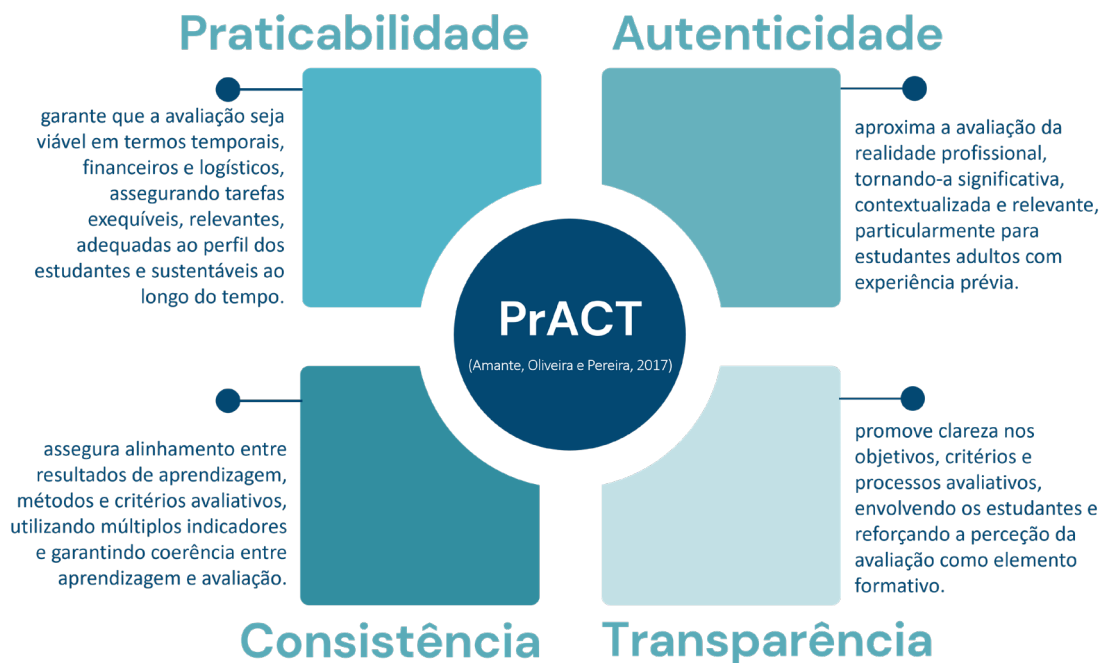 Praticabilidade
garante que a avaliação seja
viável em termos temporais,
financeiros e logísticos,
assegurando tarefas
exequíveis, relevantes,
adequadas ao perfil dos
estudantes e sustentáveis ao
longo do tempo.
Autenticidade
aproxima a avaliação da
realidade profissional,
tornando-a significativa,
contextualizada e relevante,
particularmente para
estudantes adultos com
experiência prévia.
PrACT
(Amante, Oliveira e Pereira, 2017)
assegura alinhamento entre
resultados de aprendizagem,
métodos e critérios avaliativos,
utilizando múltiplos indicadores
e garantindo coerência entre
aprendizagem e avaliação.
Consistência
promove clareza nos
objetivos, critérios e
processos avaliativos,
envolvendo os estudantes e
reforçando a perceção da
avaliação como elemento
formativo.
Transparência